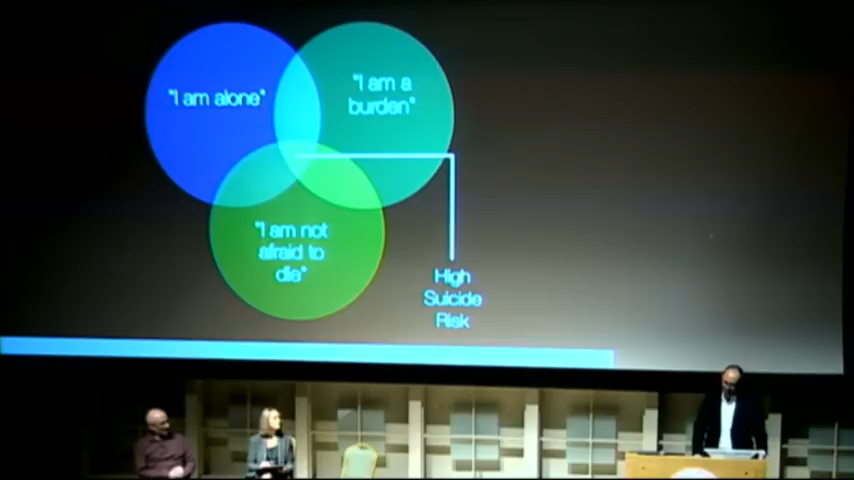 "I am alone"
"I am a
burden"
"I am not
afraid to
die"
High
Suicide
Risk